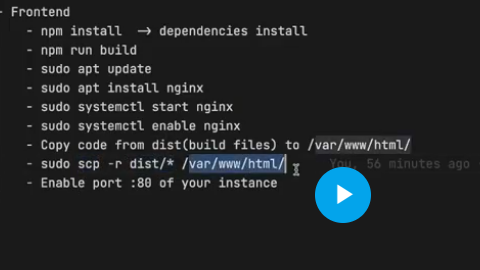 - Frontend
- npm install -> dependencies install
- npm run build
- sudo apt update
- sudo apt install nginx
- sudo systemctl start nginx
- sudo systemctl enable nginx
- Copy code from dist(build files) to /var/www/html/
- sudo scp -r dist/* /var/www/html/ You, 56 minutes ago
- Enable port :80 of your instance